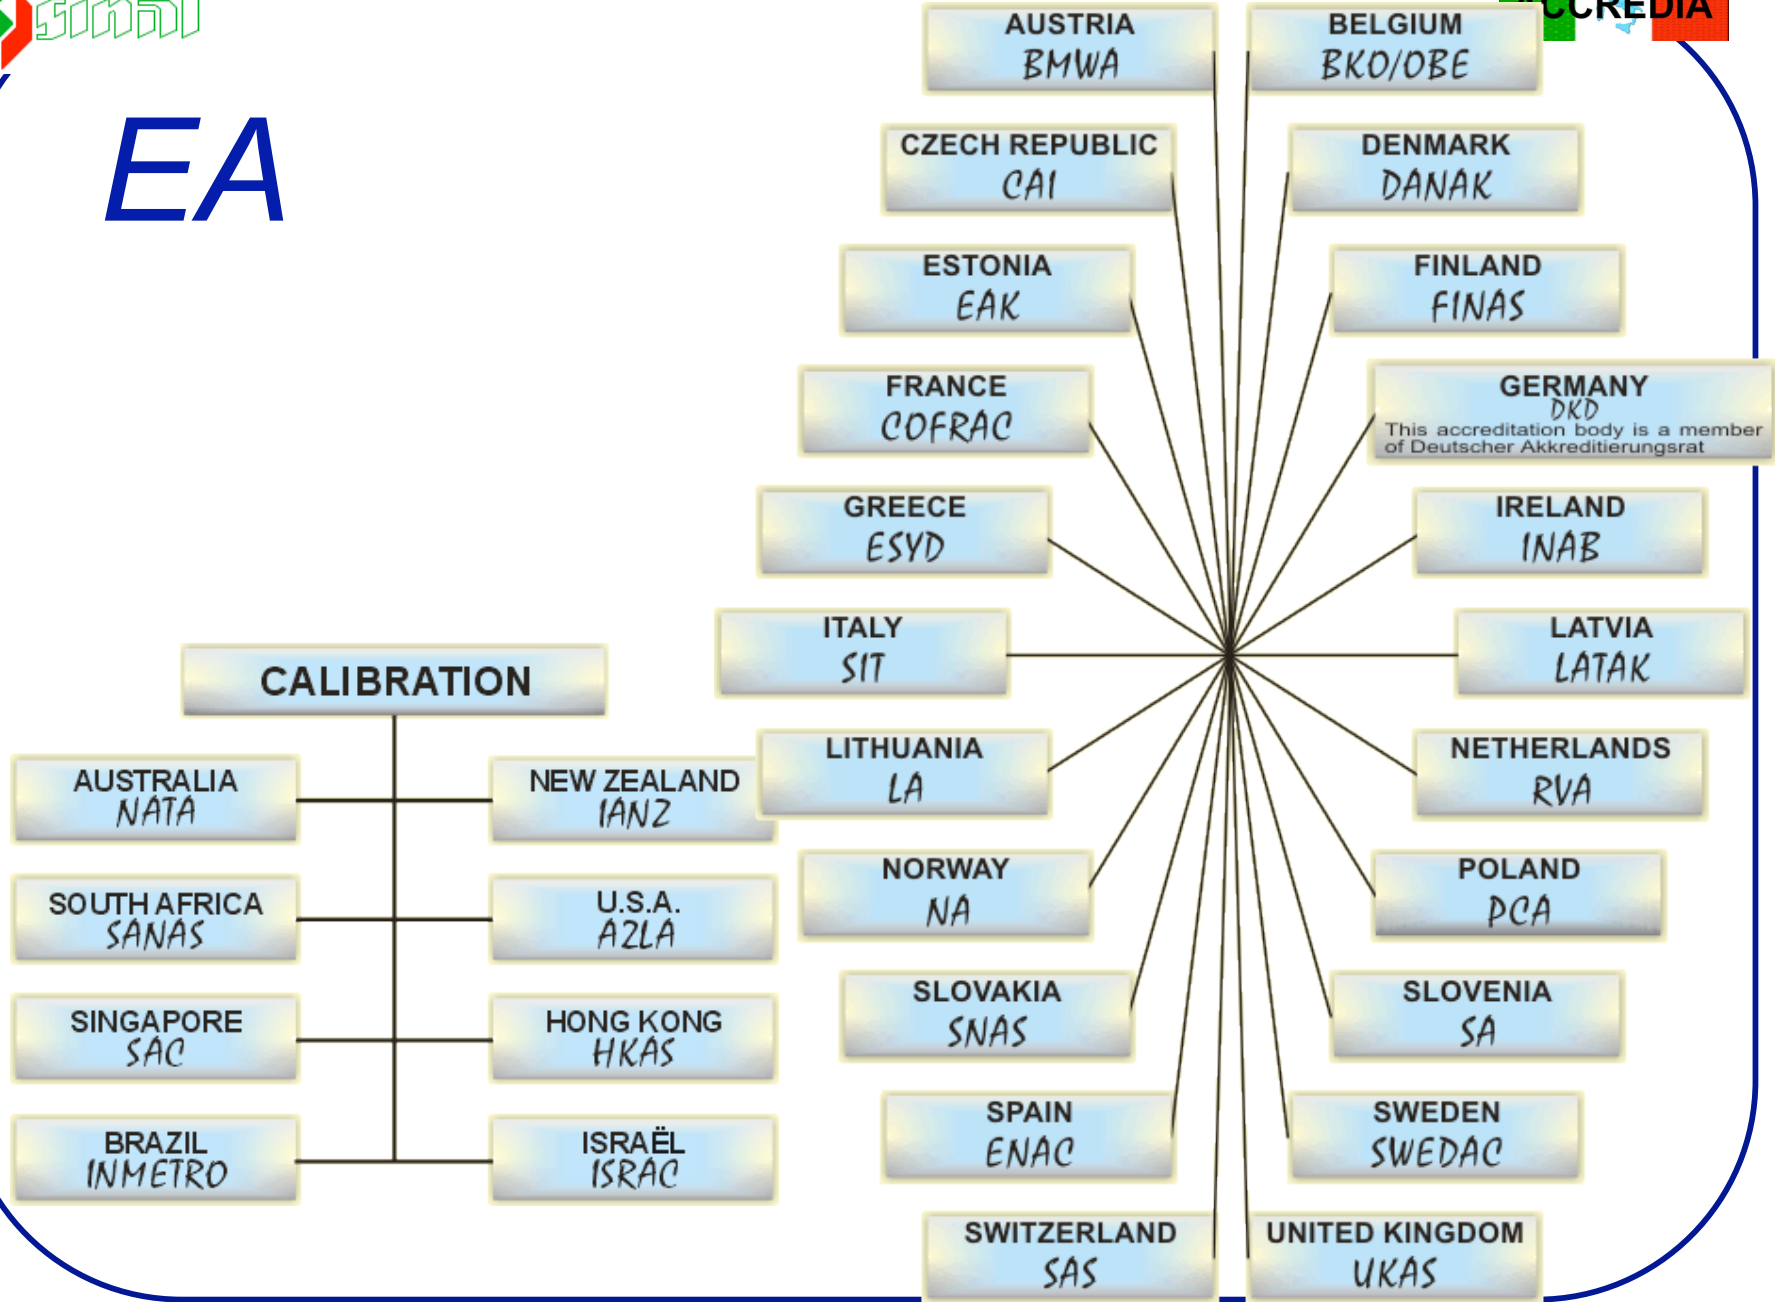 sinal
ACCREDIA
EA
AUSTRIA
BMWA
BELGIUM
BKO/OBE
CZECH REPUBLIC
CAI
DENMARK
DANAK
ESTONIA
EAK
FINLAND
FINAS
FRANCE
COFRAC
GERMANY
DKD
This accreditation body is a member
of Deutscher Akkreditierungsrat
GREECE
ESYD
IRELAND
INAB
ITALY
SIT
LATVIA
LATAK
LITHUANIA
LA
NETHERLANDS
RVA
NORWAY
NA
POLAND
PCA
SLOVAKIA
SNAS
SLOVENIA
SA
SPAIN
ENAC
SWEDEN
SWEDAC
SWITZERLAND
SAS
UNITED KINGDOM
UKAS
CALIBRATION
AUSTRALIA
NATA
NEW ZEALAND
IANZ
SOUTH AFRICA
SANAS
U.S.A.
A2LA
SINGAPORE
SAC
HONG KONG
HKAS
BRAZIL
INMETRO
ISRAËL
ISRAC